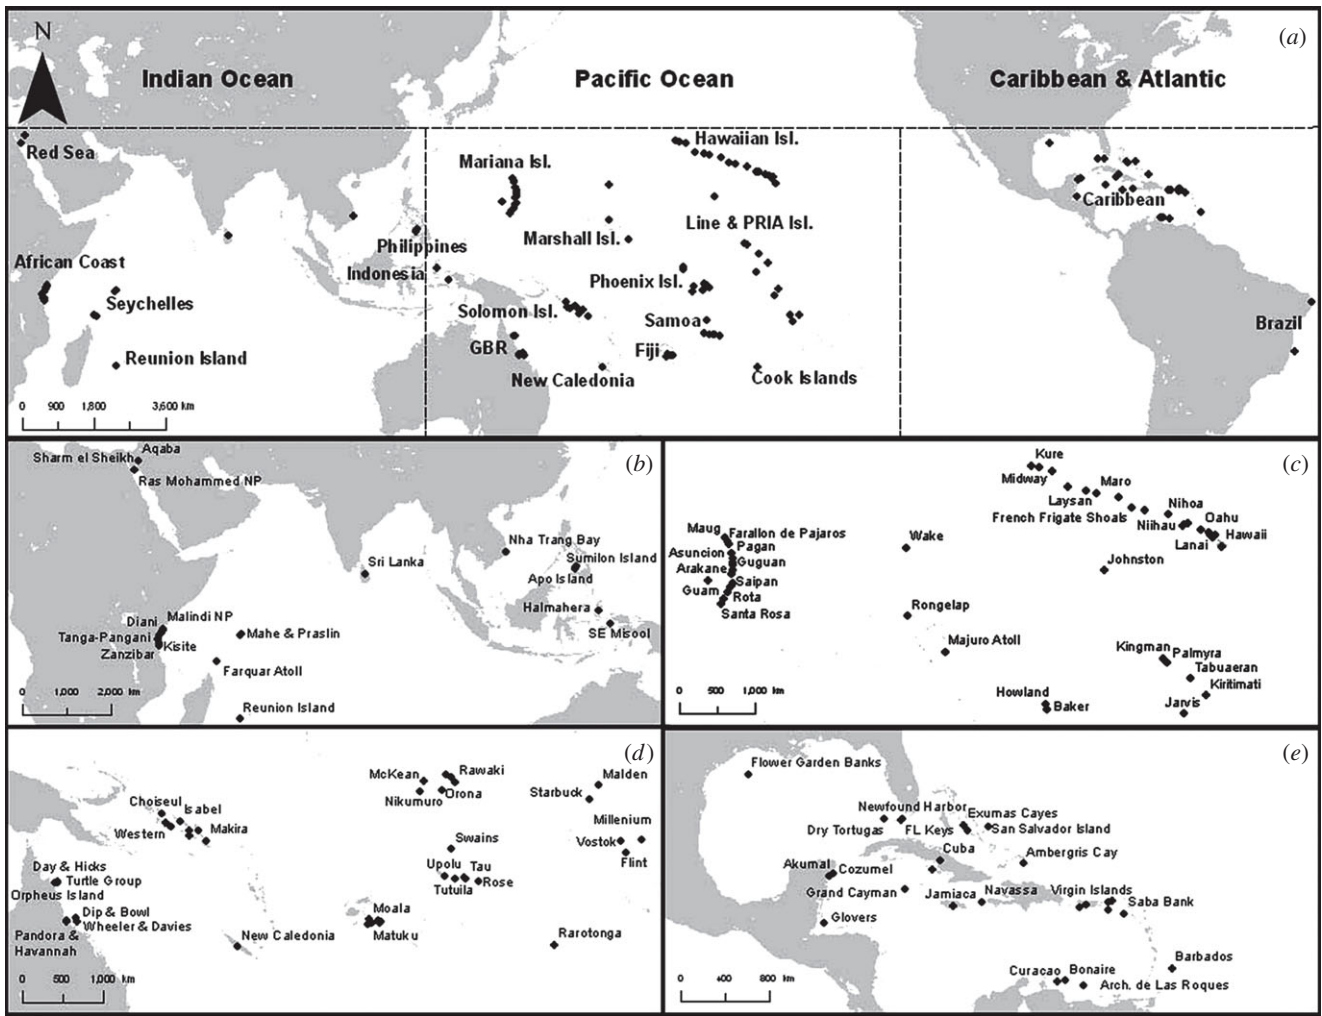 N
(a)
Indian Ocean
Pacific Ocean
Caribbean & Atlantic
Red Sea
Mariana Isl.
Hawaiian Isl.
Caribbean
Philippines
Marshall Isl.
Line & PRIA Isl.
African Coast
Indonesia
Phoenix Isl.
Seychelles
Solomon Isl.
Samoa
Brazil
Reunion Island
GBR
Fiji
New Caledonia
Cook Islands
0 900 1,800 3,600 km
(b)
Aqaba
Sharm el Sheikh
Ras Mohammed NP
Nha Trang Bay
Sri Lanka
Sumilon Island
Apo Island
Halmahera
SE Misool
Diani
Malindi NP
Tanga-Pangani
Kisite
Zanzibar
Mahe & Praslin
Farquar Atoll
Reunion Island
0 1,000 2,000 km
(c)
Kure
Midway
Maro
Laysan
Nihoa
French Frigate Shoals
Niihau
Oahu
Hawaii
Lanai
Maug
Farallon de Pajaros
Pagan
Asuncion
Guguan
Arakane
Saipan
Guam
Rota
Santa Rosa
Wake
Johnston
Rongelap
Majuro Atoll
Kingman
Palmyra
Tabuaeran
Kiritimati
Howland
Baker
Jarvis
0 500 1,000 km
(d)
McKean
Rawaki
Nikumuro
Orona
Malden
Starbuck
Choiseul
Isabel
Western
Makira
Millenium
Vostok
Flint
Swains
Day & Hicks
Turtle Group
Orpheus Island
Upolu
Tau
Tutuila
Rose
Dip & Bowl
Wheeler & Davies
Pandora &
Havannah
Moala
Matuku
New Caledonia
Rarotonga
0 500 1,000 km
(e)
Flower Garden Banks
Newfound Harbor
Exumas Cayes
Dry Tortugas
FL Keys
San Salvador Island
Cuba
Ambergris Cay
Akumal
Cozumel
Grand Cayman
Jamiaca
Navassa
Virgin Islands
Saba Bank
Glovers
Barbados
Curacao
Bonaire
Arch. de Las Roques
0 400 800 km